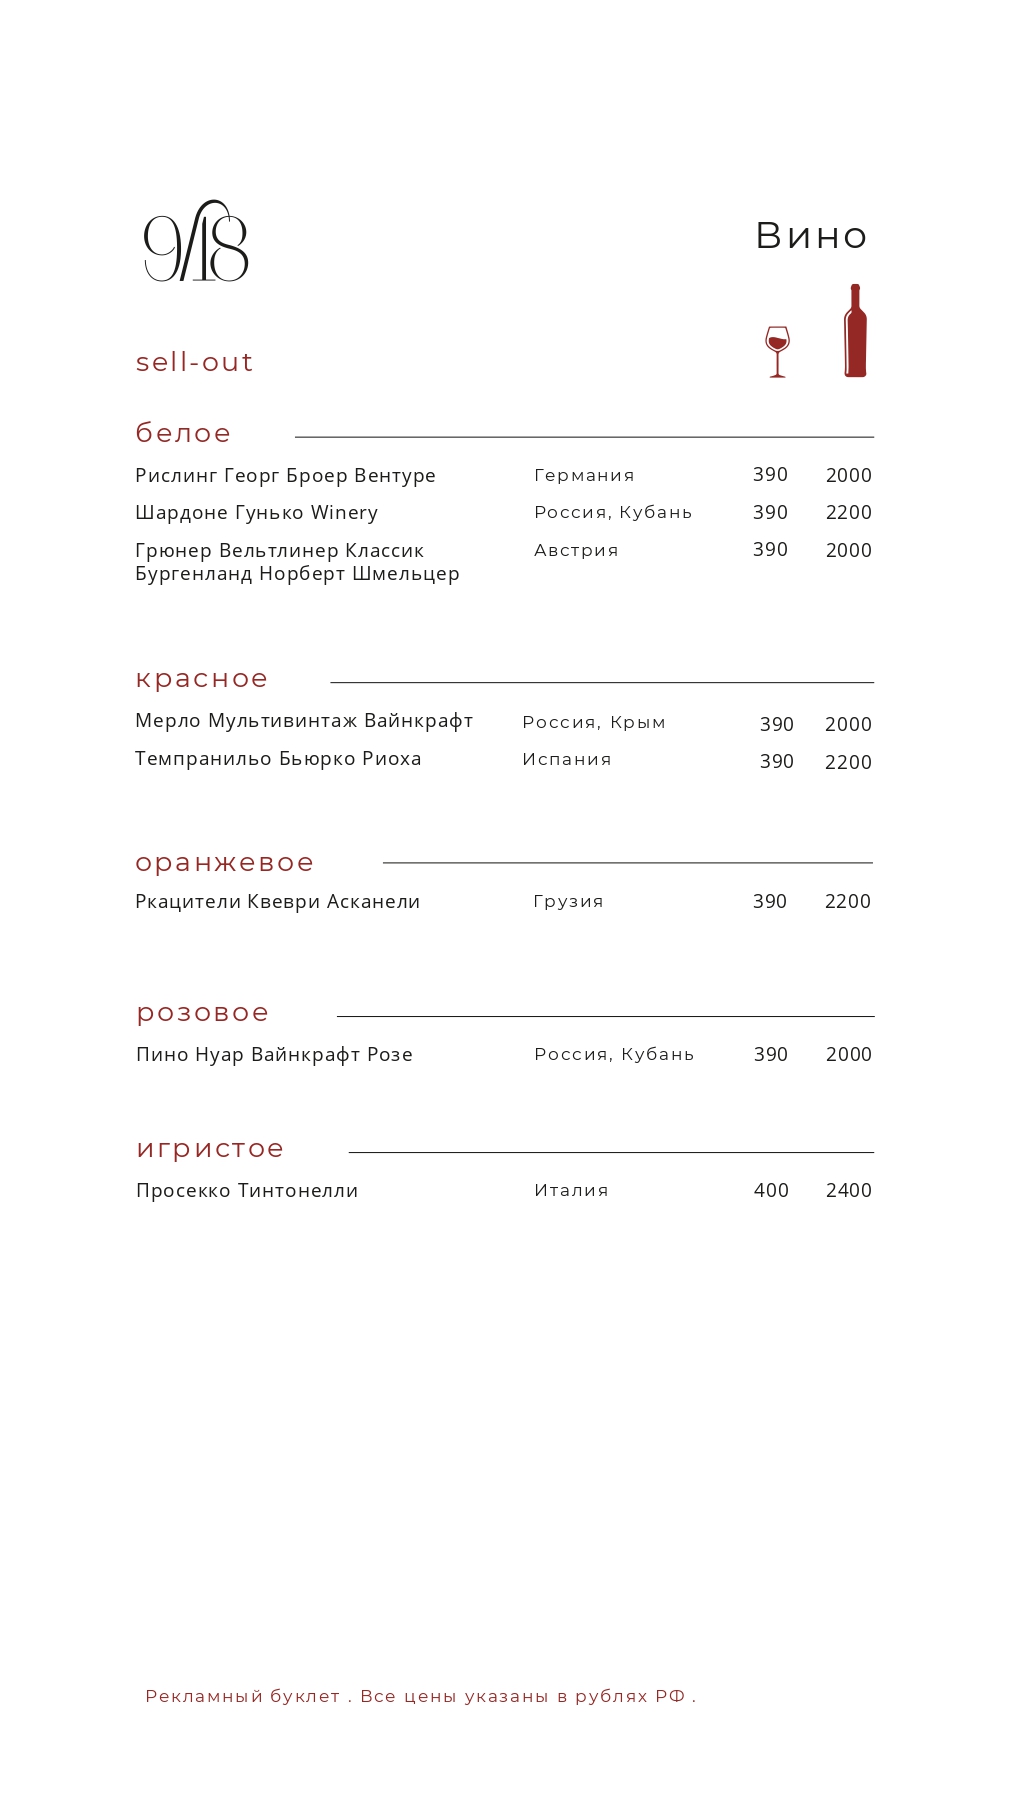 9/18
Вино
sell-out
белое
Рислинг Георг Броер Вентуре Германия 390 2000
Шардоне Гунько Winery Россия, Кубань 390 2200
Грюнер Вельтлинер Классик Австрия 390 2000
Бургенланд Норберт Шмельцер
красное
Мерло Мультивинтаж Вайнкрафт Россия, Крым 390 2000
Темпранильо Бьюрко Риоха Испания 390 2200
оранжевое
Ркацители Квеври Асканели Грузия 390 2200
розовое
Пино Нуар Вайнкрафт Розе Россия, Кубань 390 2000
игристое
Просекко Тинтонелли Италия 400 2400
Рекламный буклет . Все цены указаны в рублях РФ .